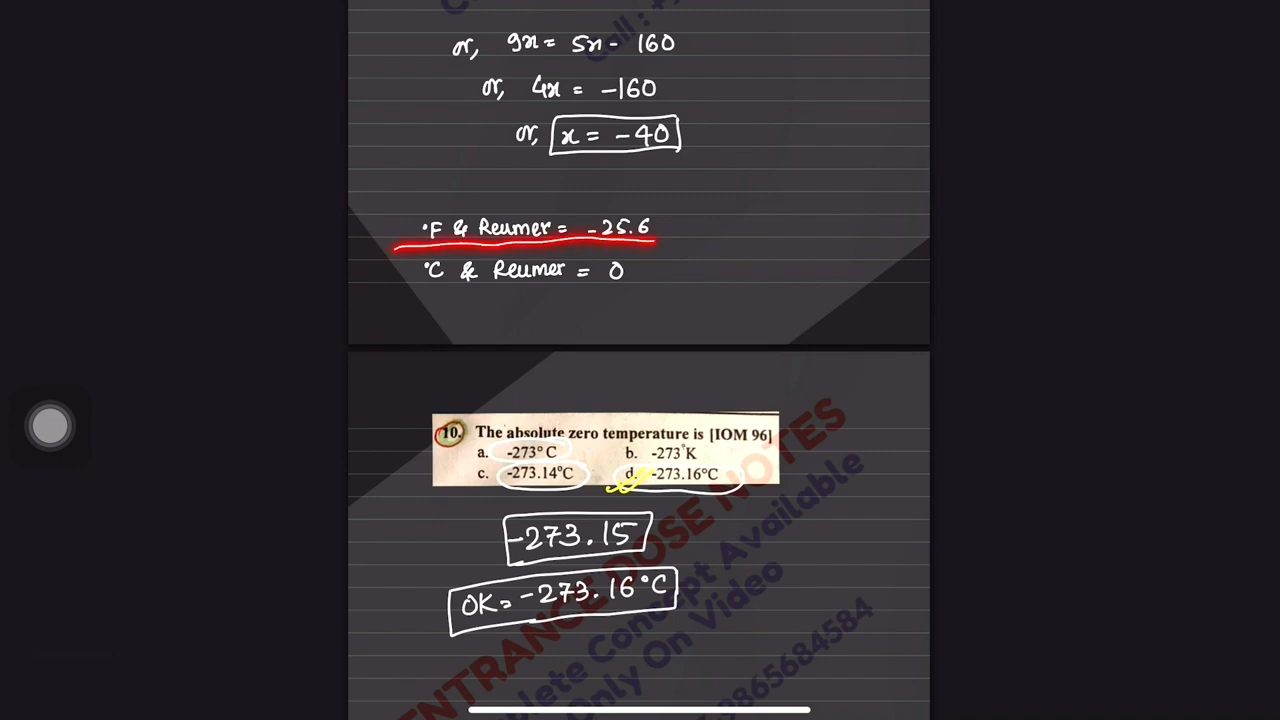 Call :
or, 9x = 5x - 160
or, 4x = -160
or, x = -40
°F & Reumer = -25.6
°C & Reumer = 0
10. The absolute zero temperature is [IOM 96]
a. -273° C b. -273°K
c. -273.14°C d. -273.16°C
-273.15
0K = -273.16°C
ENTRANCE DOSE NOTES
Concept Available
Only On Video
9865684584